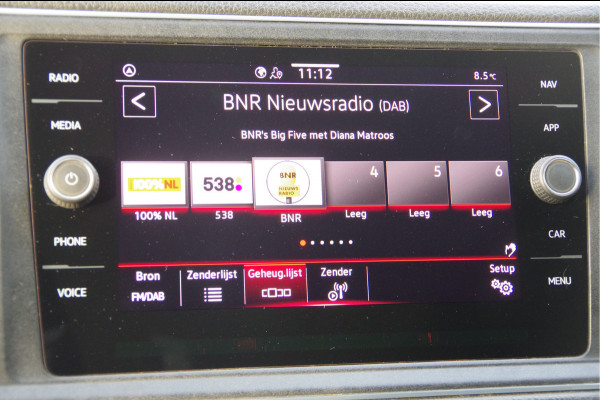 RADIO
MEDIA
PHONE
VOICE
11:12
8.5°C
BNR Nieuwsradio (DAB)
BNR's Big Five met Diana Matroos
100% NL
538.
BNR
NIEUWS
RADIO
4
5
6
100% NL
538
BNR
Leeg
Leeg
Leeg
Bron
FM/DAB
Zenderlijst
Geheug.lijst
Zender
Setup
NAV
APP
CAR
MENU